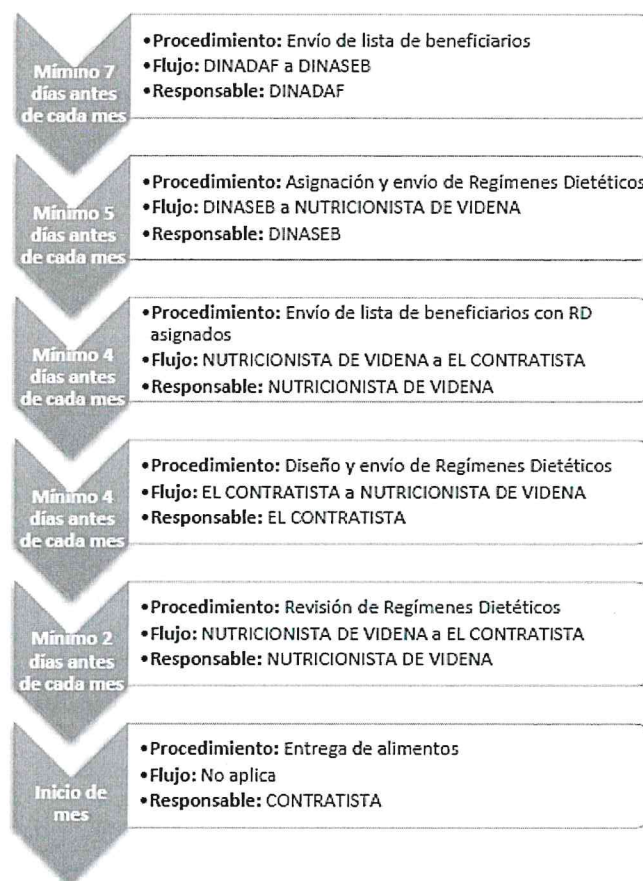 Mímino 7
días antes
de cada mes
•Procedimiento: Envío de lista de beneficiarios
•Flujo: DINADAF a DINASEB
•Responsable: DINADAF
Mínimo 5
días antes
de cada mes
•Procedimiento: Asignación y envío de Regímenes Dietéticos
•Flujo: DINASEB a NUTRICIONISTA DE VIDENA
•Responsable: DINASEB
Mínimo 4
días antes
de cada mes
•Procedimiento: Envío de lista de beneficiarios con RD
asignados
•Flujo: NUTRICIONISTA DE VIDENA a EL CONTRATISTA
•Responsable: NUTRICIONISTA DE VIDENA
Mínimo 4
días antes
de cada mes
•Procedimiento: Diseño y envío de Regímenes Dietéticos
•Flujo: EL CONTRATISTA a NUTRICIONISTA DE VIDENA
•Responsable: EL CONTRATISTA
Mínimo 2
días antes
de cada mes
•Procedimiento: Revisión de Regímenes Dietéticos
•Flujo: NUTRICIONISTA DE VIDENA a EL CONTRATISTA
•Responsable: NUTRICIONISTA DE VIDENA
Inicio de
mes
•Procedimiento: Entrega de alimentos
•Flujo: No aplica
•Responsable: CONTRATISTA